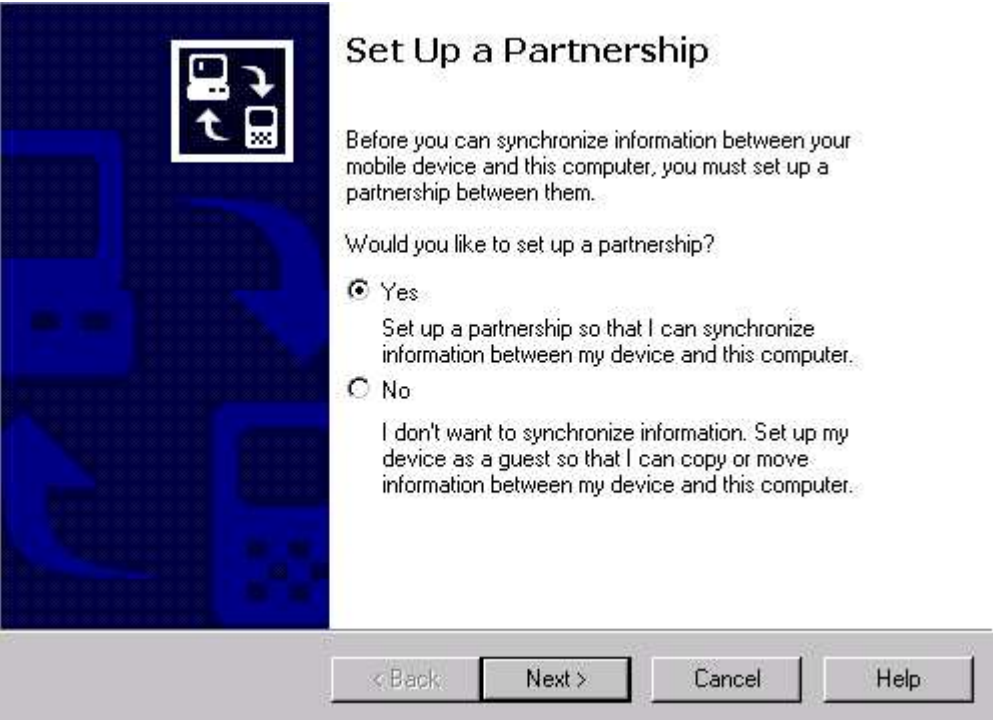 Set Up a Partnership
Before you can synchronize information between your
mobile device and this computer, you must set up a
partnership between them.
Would you like to set up a partnership?
Yes
Set up a partnership so that I can synchronize
information between my device and this computer.
No
I don't want to synchronize information. Set up my
device as a guest so that I can copy or move
information between my device and this computer.
< Back
Next >
Cancel
Help